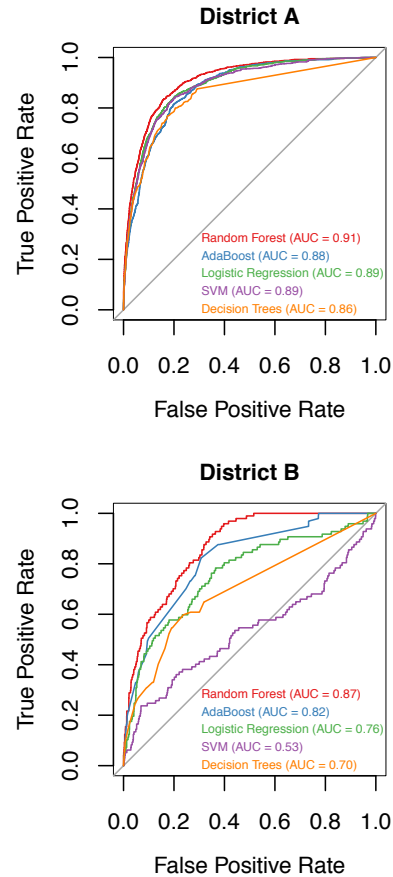 District A
True Positive Rate
1.0
0.8
0.6
0.4
0.2
0.0
Random Forest (AUC = 0.91)
AdaBoost (AUC = 0.88)
Logistic Regression (AUC = 0.89)
SVM (AUC = 0.89)
Decision Trees (AUC = 0.86)
0.0 0.2 0.4 0.6 0.8 1.0
False Positive Rate
District B
True Positive Rate
1.0
0.8
0.6
0.4
0.2
0.0
Random Forest (AUC = 0.87)
AdaBoost (AUC = 0.82)
Logistic Regression (AUC = 0.76)
SVM (AUC = 0.53)
Decision Trees (AUC = 0.70)
0.0 0.2 0.4 0.6 0.8 1.0
False Positive Rate